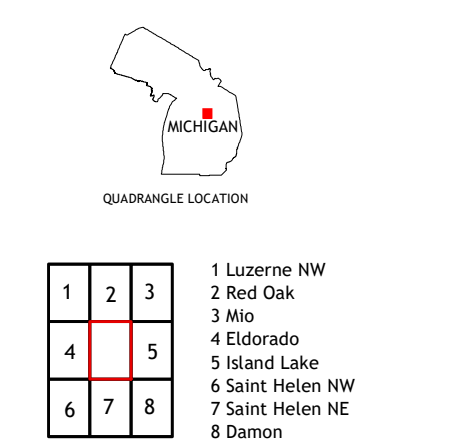 MICHIGAN
QUADRANGLE LOCATION
1 2 3
4 5
6 7 8
1 Luzerne NW
2 Red Oak
3 Mio
4 Eldorado
5 Island Lake
6 Saint Helen NW
7 Saint Helen NE
8 Damon